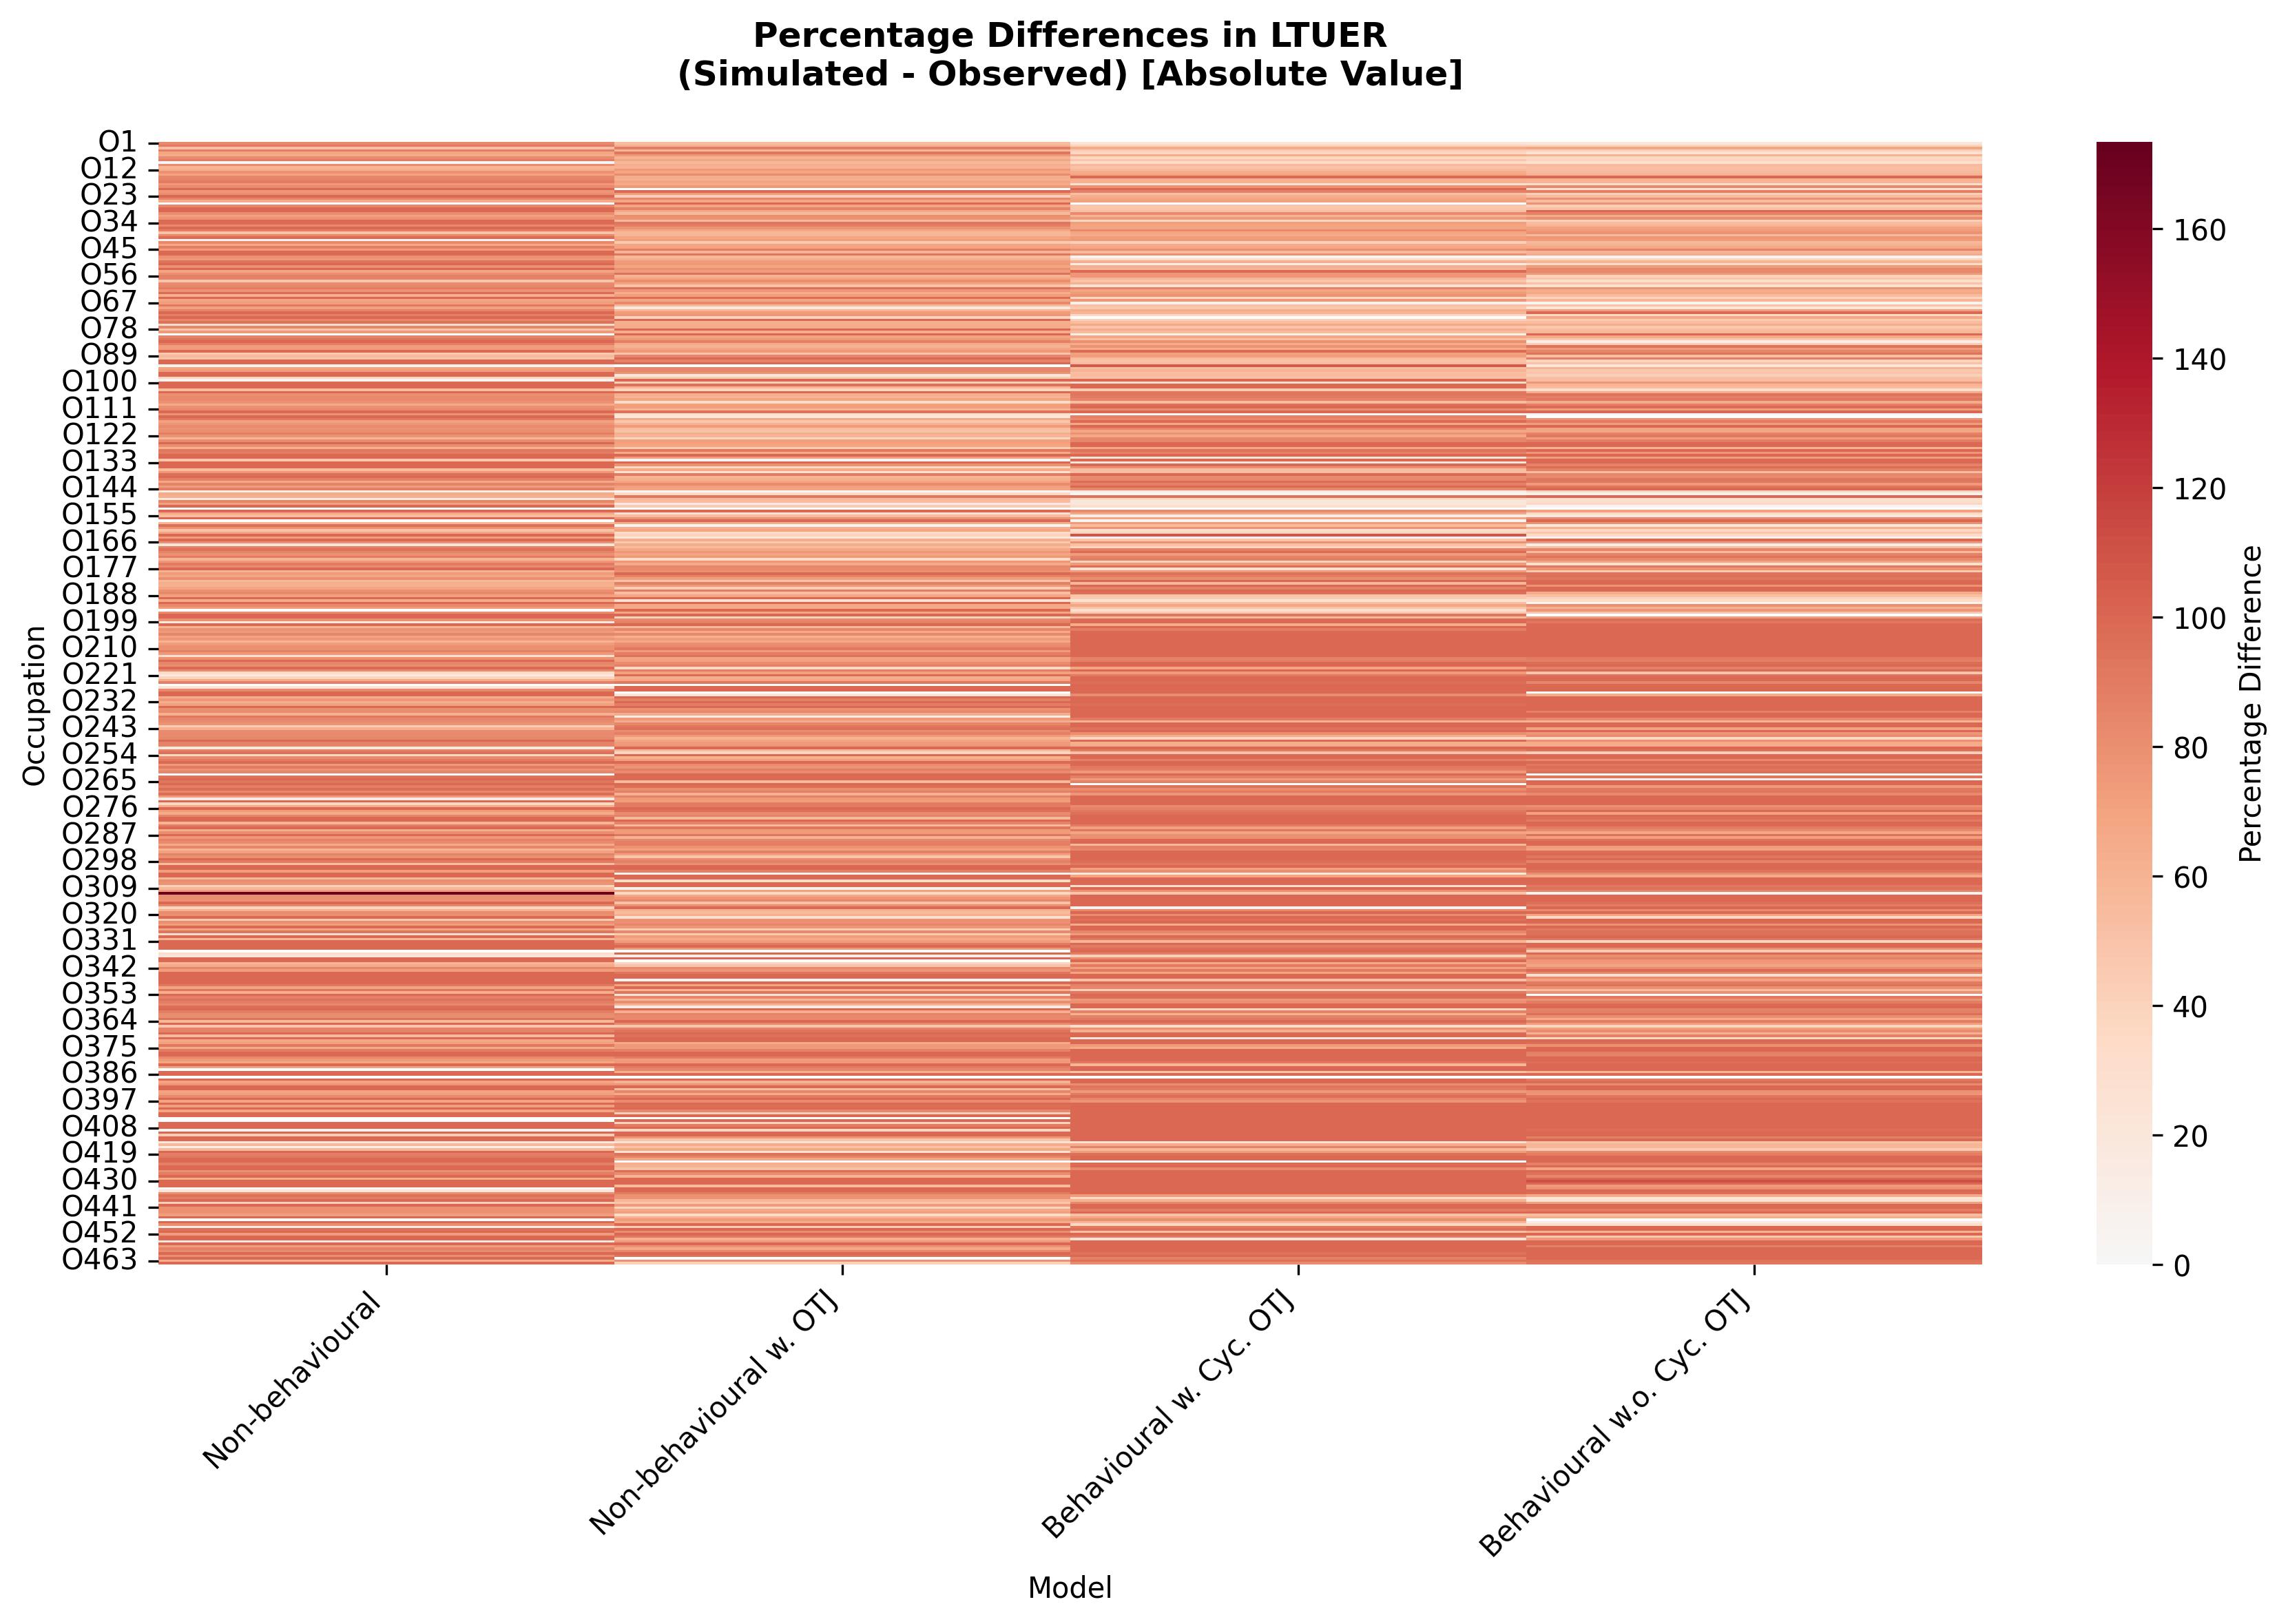 Percentage Differences in LTUER
(Simulated - Observed) [Absolute Value]
Occupation
O1
O12
O23
O34
O45
O56
O67
O78
O89
O100
O111
O122
O133
O144
O155
O166
O177
O188
O199
O210
O221
O232
O243
O254
O265
O276
O287
O298
O309
O320
O331
O342
O353
O364
O375
O386
O397
O408
O419
O430
O441
O452
O463
Non-behavioural
Non-behavioural w. OTJ
Behavioural w. Cyc. OTJ
Behavioural w.o. Cyc. OTJ
Model
160
140
120
100
80
60
40
20
0
Percentage Difference